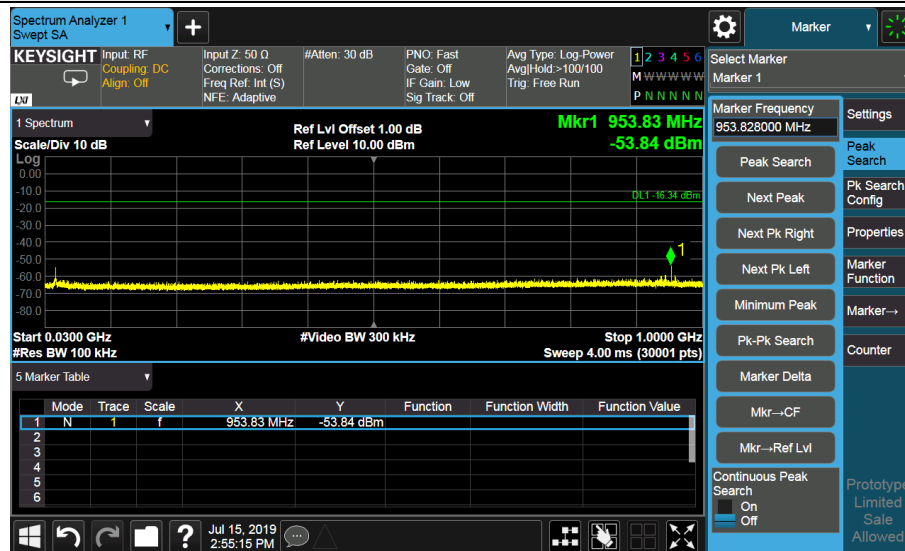 Spectrum Analyzer 1
Swept SA
+
Marker
KEYSIGHT
Input: RF
Coupling: DC
Align: Off
Input Z: 50 Ω
Corrections: Off
Freq Ref: Int (S)
NFE: Adaptive
#Atten: 30 dB
PNO: Fast
Gate: Off
IF Gain: Low
Sig Track: Off
Avg Type: Log-Power
Avg|Hold:>100/100
Trig: Free Run
1 2 3 4 5 6
M W W W W W
P N N N N N
LXI
Select Marker
Marker 1
1 Spectrum
Scale/Div 10 dB
Ref Lvl Offset 1.00 dB
Ref Level 10.00 dBm
Mkr1 953.83 MHz
-53.84 dBm
Log
0.00
-10.0
-20.0
-30.0
-40.0
-50.0
-60.0
-70.0
-80.0
DL1 -16.34 dBm
1
Start 0.0300 GHz
#Res BW 100 kHz
#Video BW 300 kHz
Stop 1.0000 GHz
Sweep 4.00 ms (30001 pts)
5 Marker Table
Mode Trace Scale X Y Function Function Width Function Value
1 N 1 f 953.83 MHz -53.84 dBm
2
3
4
5
6
Marker Frequency
953.828000 MHz
Peak Search
Next Peak
Next Pk Right
Next Pk Left
Minimum Peak
Pk-Pk Search
Marker Delta
Mkr→CF
Mkr→Ref Lvl
Continuous Peak
Search
On
Off
Settings
Peak
Search
Pk Search
Config
Properties
Marker
Function
Marker→
Counter
Prototype
Limited
Sale
Allowed
?
Jul 15, 2019
2:55:15 PM